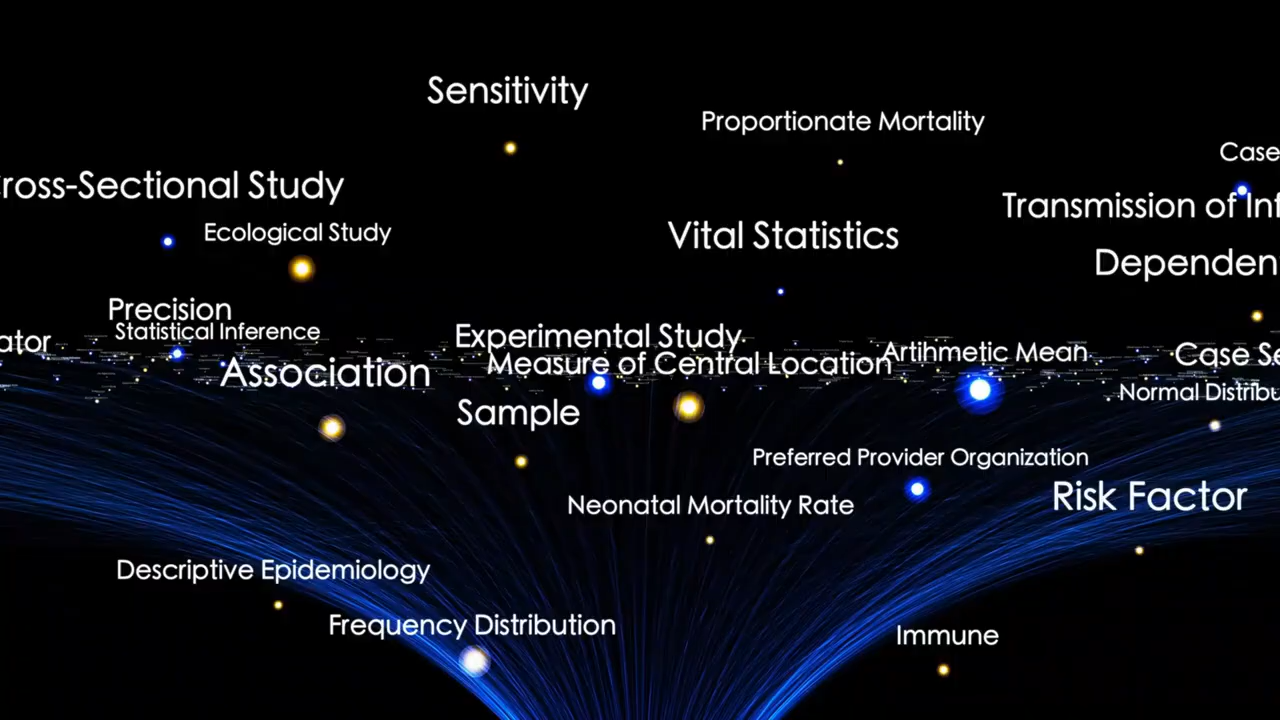 Sensitivity
Proportionate Mortality
Case
ross-Sectional Study
Transmission of Inf
Ecological Study
Vital Statistics
Dependen
Precision
Statistical Inference
ator
Experimental Study
Measure of Central Location
Artihmetic Mean
Case Se
Association
Normal Distribu
Sample
Preferred Provider Organization
Risk Factor
Neonatal Mortality Rate
Descriptive Epidemiology
Frequency Distribution
Immune